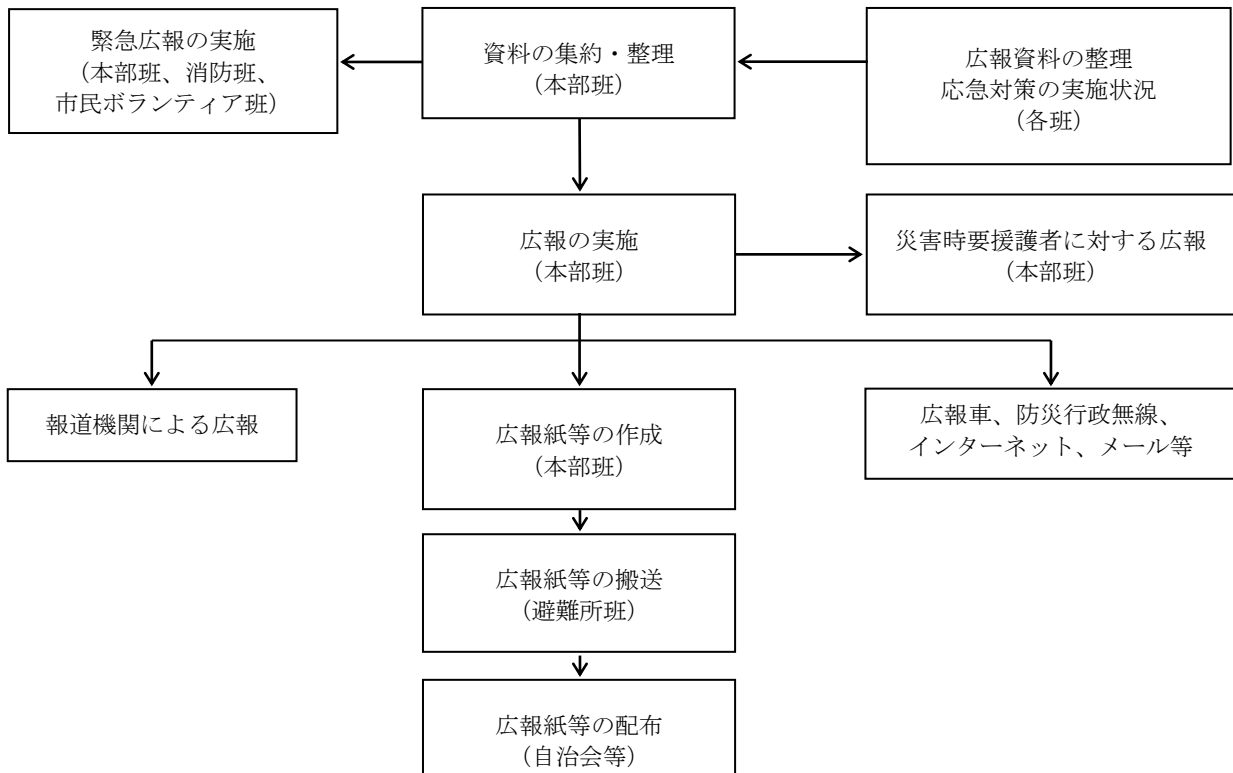 緊急広報の実施
（本部班、消防班、
市民ボランティア班）
資料の集約・整理
（本部班）
広報資料の整理
応急対策の実施状況
（各班）
広報の実施
（本部班）
災害時要援護者に対する広報
（本部班）
報道機関による広報
広報紙等の作成
（本部班）
広報車、防災行政無線、
インターネット、メール等
広報紙等の搬送
（避難所班）
広報紙等の配布
（自治会等）